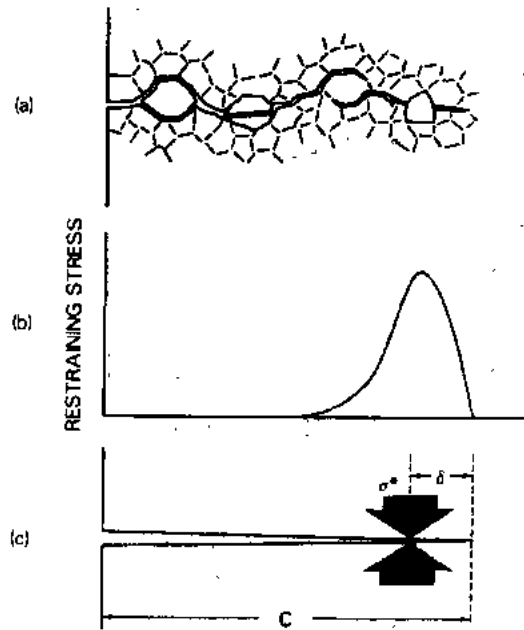 (a)
RESTRAINING STRESS
(b)
σ* δ
(c)
C